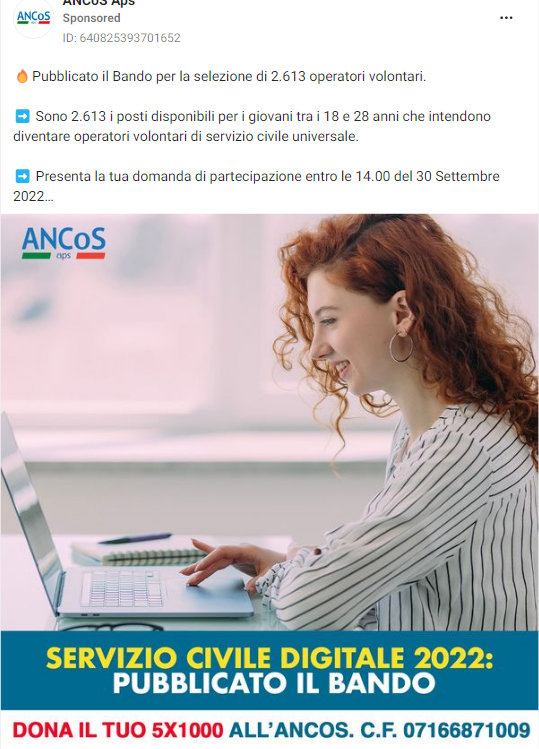 ANCoS Aps
ANCoS
aps
Sponsored
ID: 640825393701652
🔥 Pubblicato il Bando per la selezione di 2.613 operatori volontari.
➡️ Sono 2.613 i posti disponibili per i giovani tra i 18 e 28 anni che intendono
diventare operatori volontari di servizio civile universale.
➡️ Presenta la tua domanda di partecipazione entro le 14.00 del 30 Settembre
2022…
ANCoS
aps
SERVIZIO CIVILE DIGITALE 2022:
PUBBLICATO IL BANDO
DONA IL TUO 5X1000 ALL'ANCOS. C.F. 07166871009